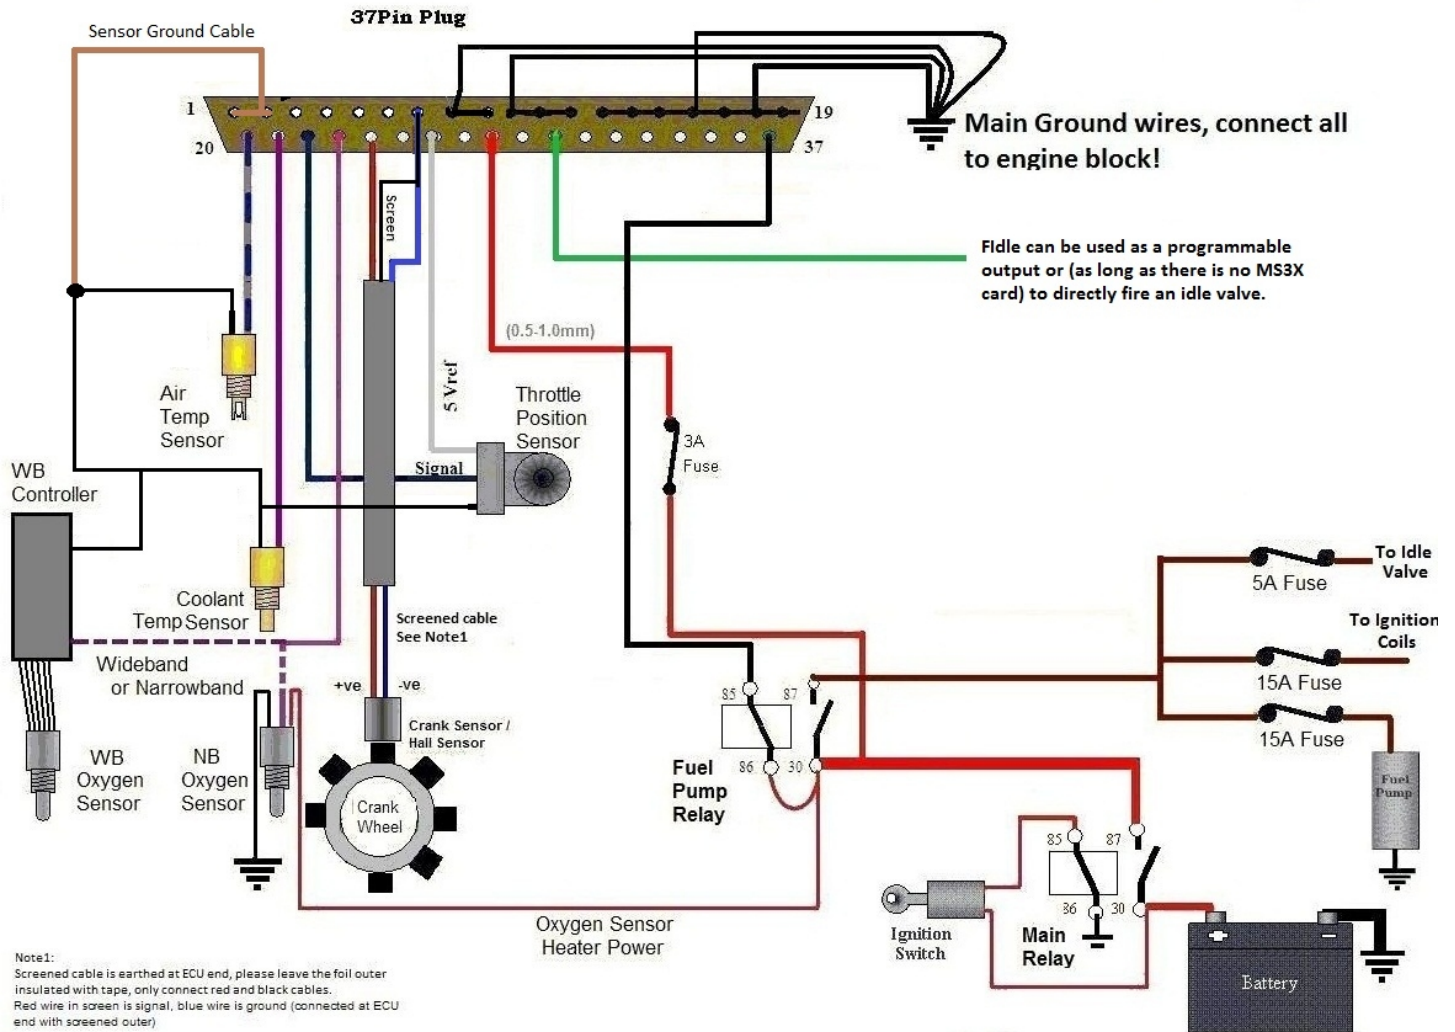 37Pin Plug
Sensor Ground Cable
1
19
20
37
Main Ground wires, connect all
to engine block!
Screen
FIdle can be used as a programmable
output or (as long as there is no MS3X
card) to directly fire an idle valve.
(0.5-1.0mm)
5 Vref
Air
Temp
Sensor
Throttle
Position
Sensor
3A
Fuse
WB
Controller
Signal
To Idle
Valve
5A Fuse
Coolant
Temp Sensor
Screened cable
See Note1
To Ignition
Coils
Wideband
or Narrowband
+ve
-ve
85
87
15A Fuse
Crank Sensor /
Hall Sensor
15A Fuse
WB
Oxygen
Sensor
NB
Oxygen
Sensor
86
30
Fuel
Pump
Relay
Fuel
Pump
Crank
Wheel
85
87
86
30
Oxygen Sensor
Heater Power
Ignition
Switch
Main
Relay
+
-
Battery
Note1:
Screened cable is earthed at ECU end, please leave the foil outer
insulated with tape, only connect red and black cables.
Red wire in screen is signal, blue wire is ground (connected at ECU
end with screened outer)